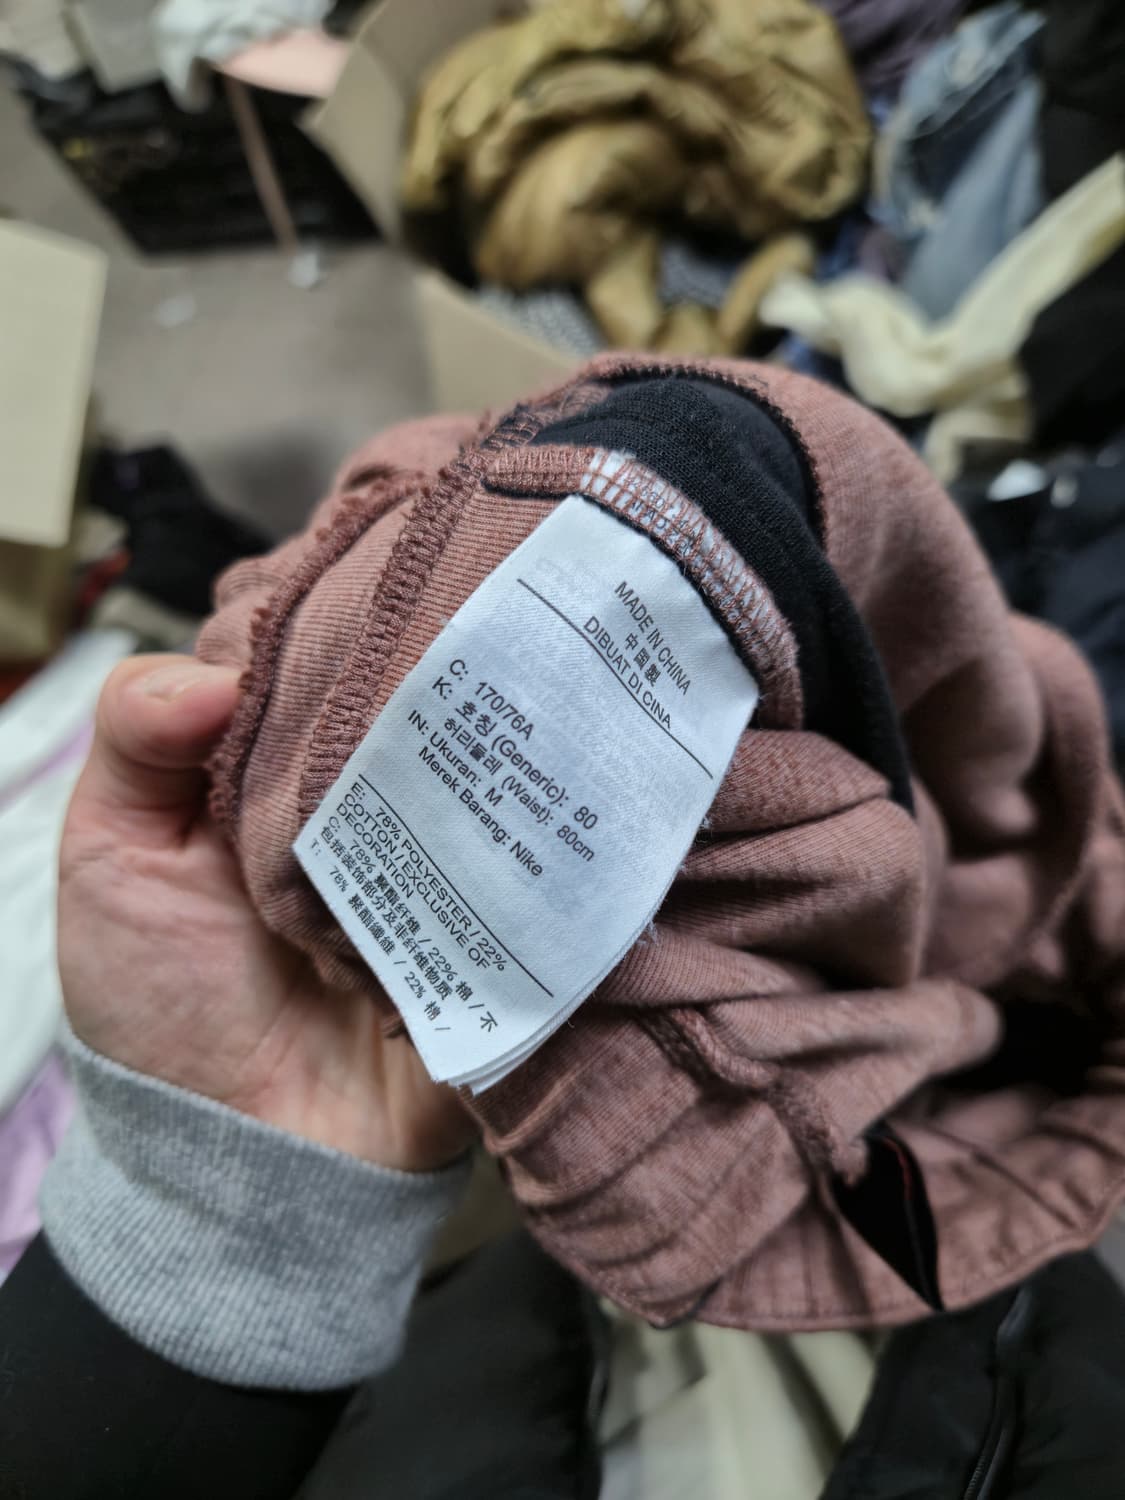 MADE IN CHINA
中國製
DIBUAT DI CINA
C: 170/76A
K: 호칭 (Generic): 80
허리둘레 (Waist): 80cm
IN: Ukuran: M
Merek Barang: Nike
E: 78% POLYESTER / 22%
COTTON / EXCLUSIVE OF
DECORATION
C: 78% 聚酯纤维 / 22% 棉 / 不
包括装饰部分及非纤维物质
T: 78% 聚酯纖維 / 22% 棉 /